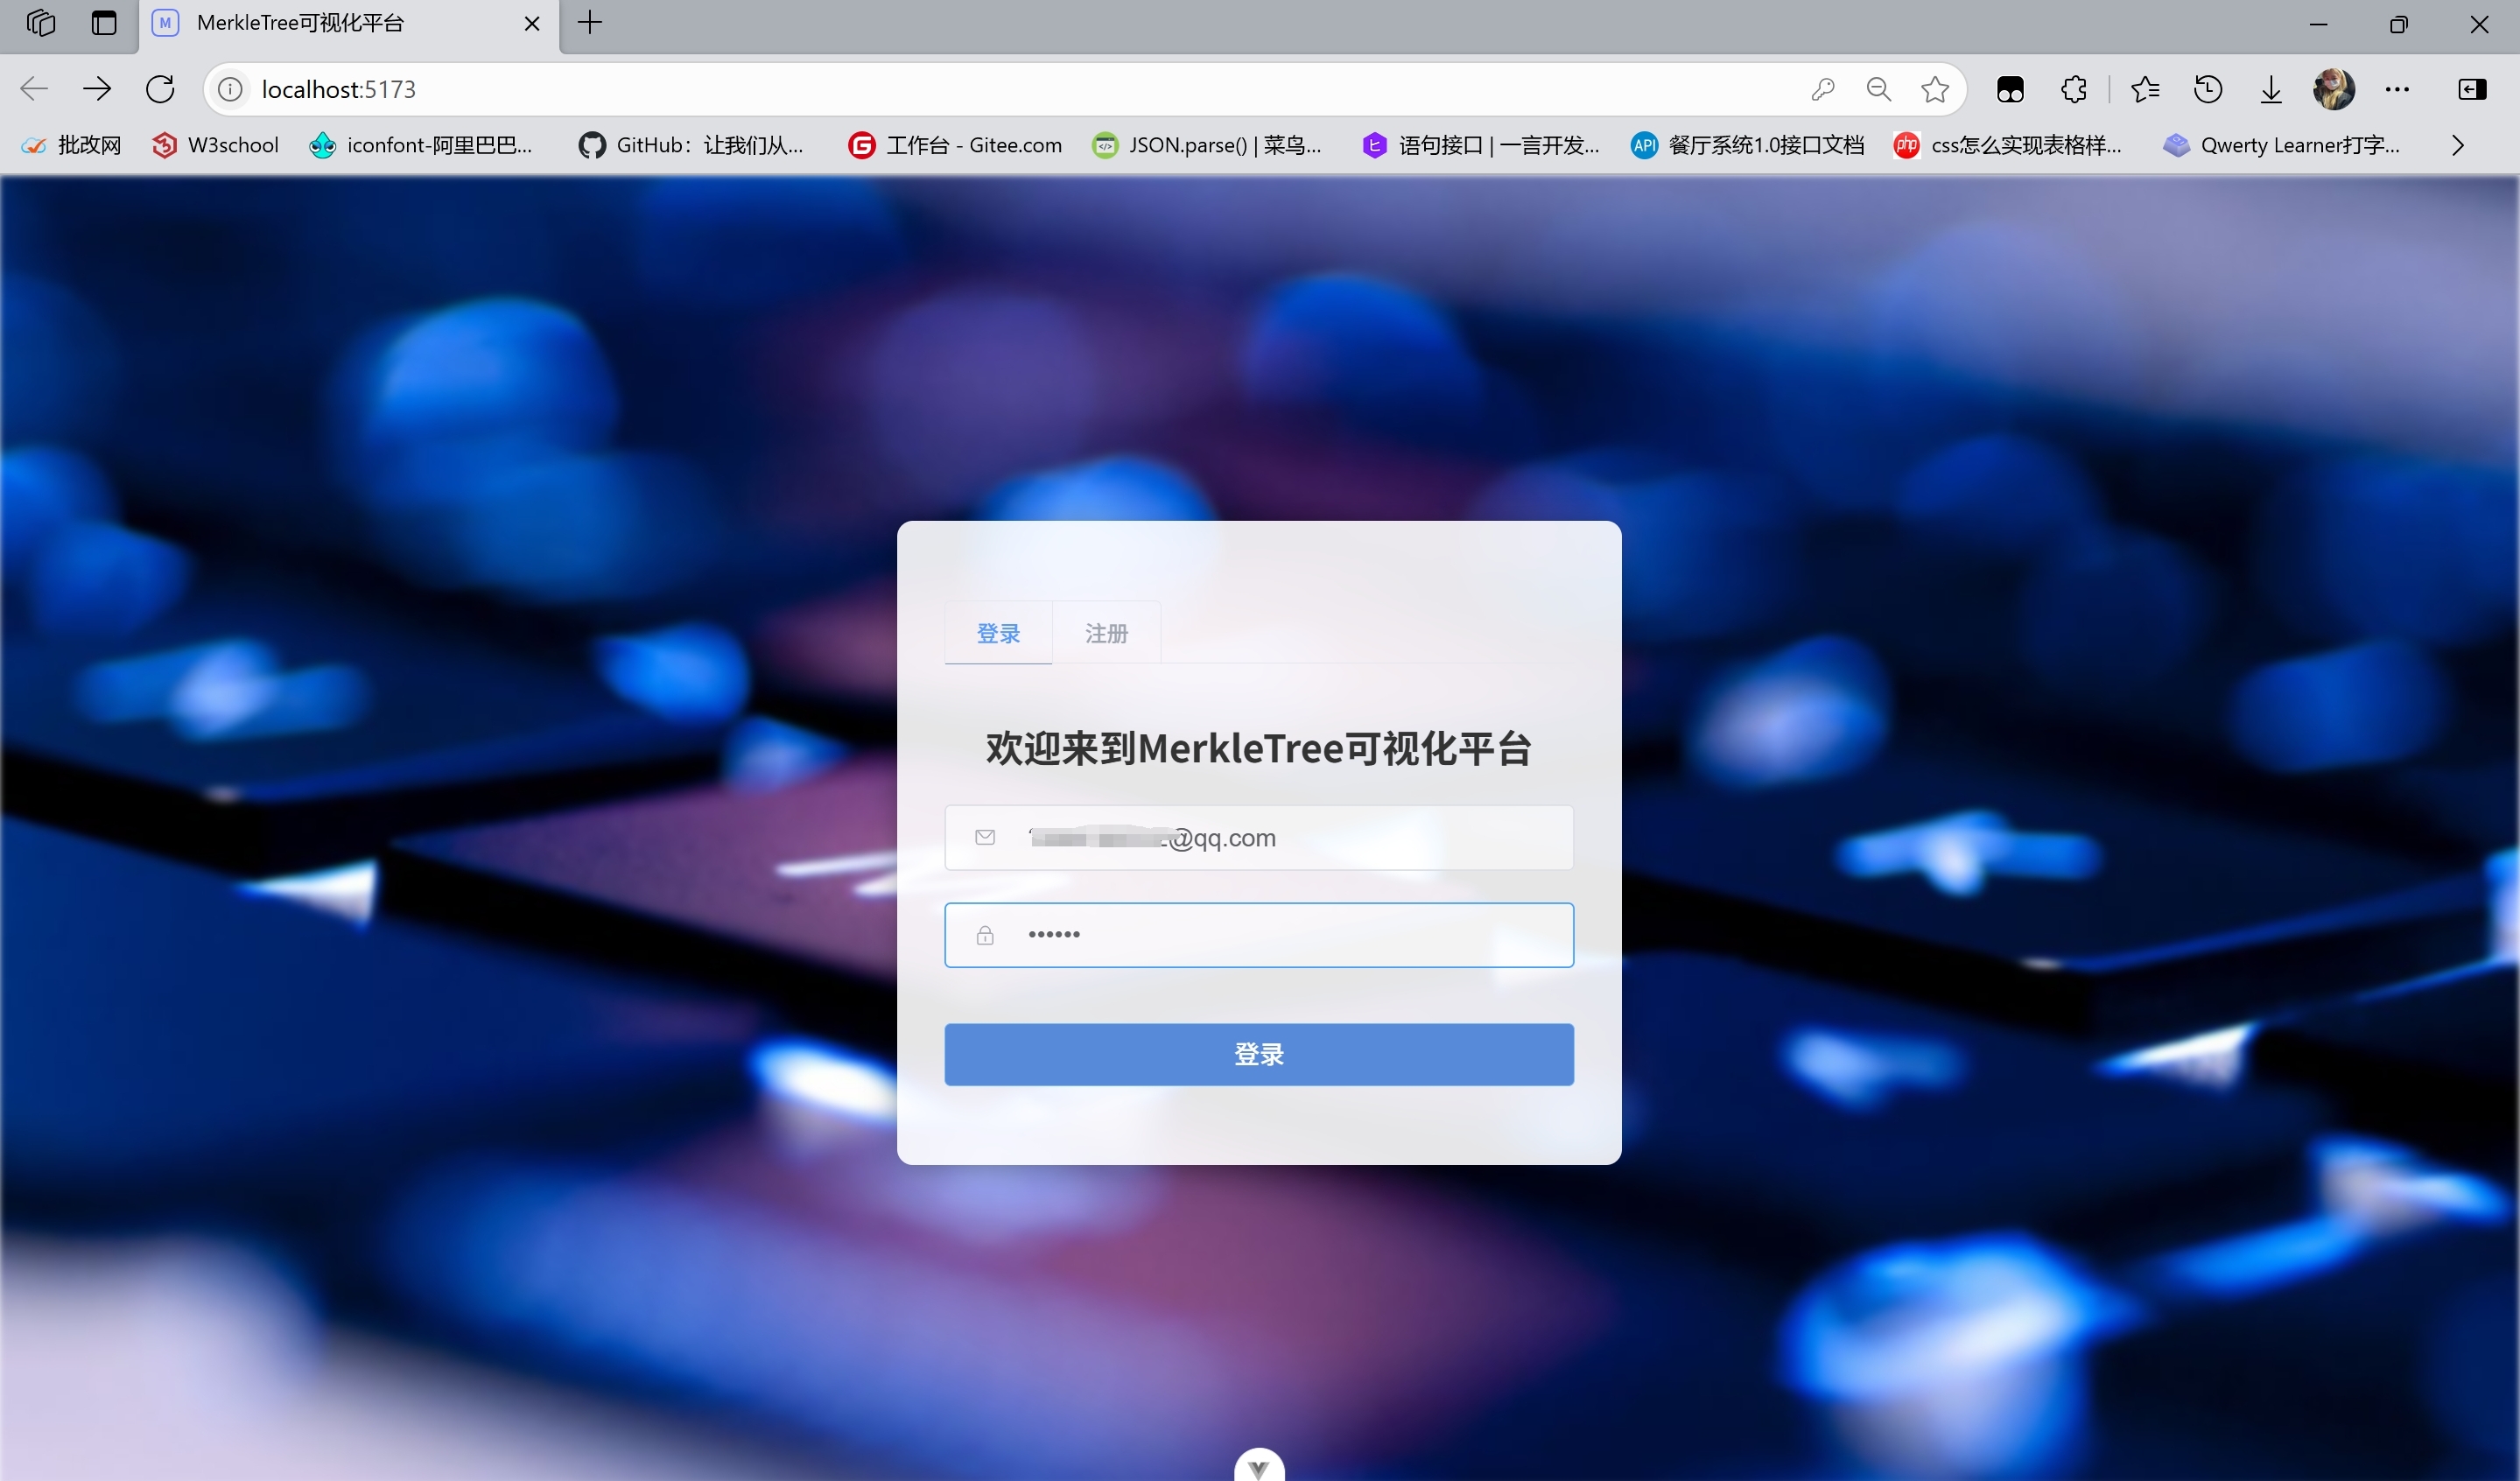 M MerkleTree可视化平台
localhost:5173
批改网 W3school iconfont-阿里巴巴... GitHub：让我们从... 工作台 - Gitee.com JSON.parse() | 菜鸟... 语句接口 | 一言开发... API 餐厅系统1.0接口文档 php css怎么实现表格样... Qwerty Learner打字...
登录 注册
欢迎来到MerkleTree可视化平台
@qq.com
••••••
登录